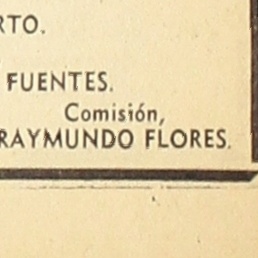 RTO.
FUENTES.
Comisión,
RAYMUNDO FLORES.